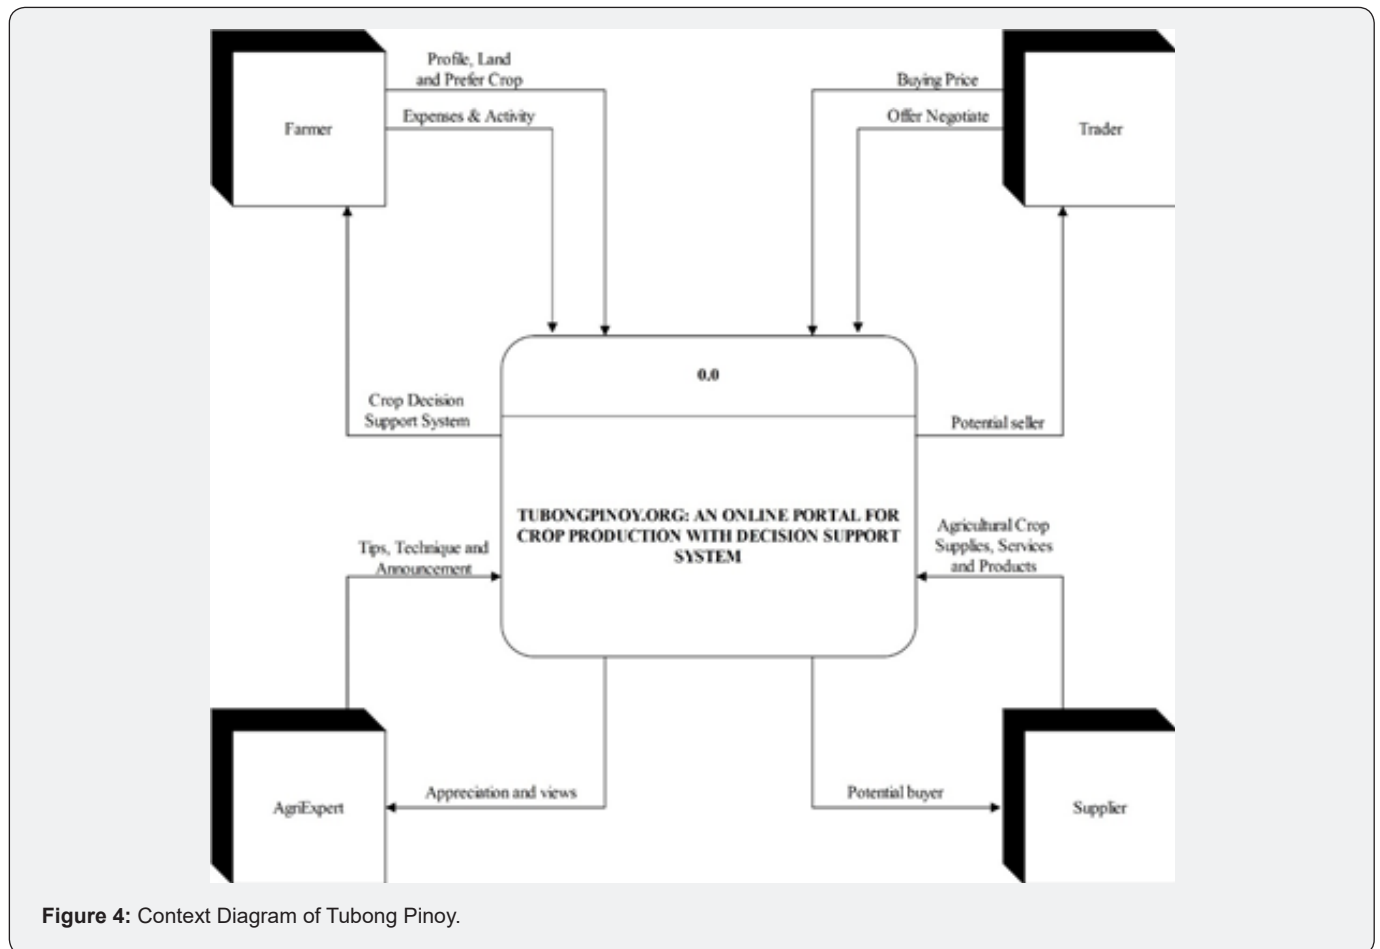 Profile, Land
and Prefer Crop
Buying Price
Expenses & Activity
Offer Negotiate
Farmer
Trader
0.0
Crop Decision
Support System
Potential seller
TUBONGPINOY.ORG: AN ONLINE PORTAL FOR
CROP PRODUCTION WITH DECISION SUPPORT
SYSTEM
Agricultural Crop
Supplies, Services
and Products
Tips, Technique and
Announcement
Appreciation and views
Potential buyer
AgriExpert
Supplier
Figure 4: Context Diagram of Tubong Pinoy.